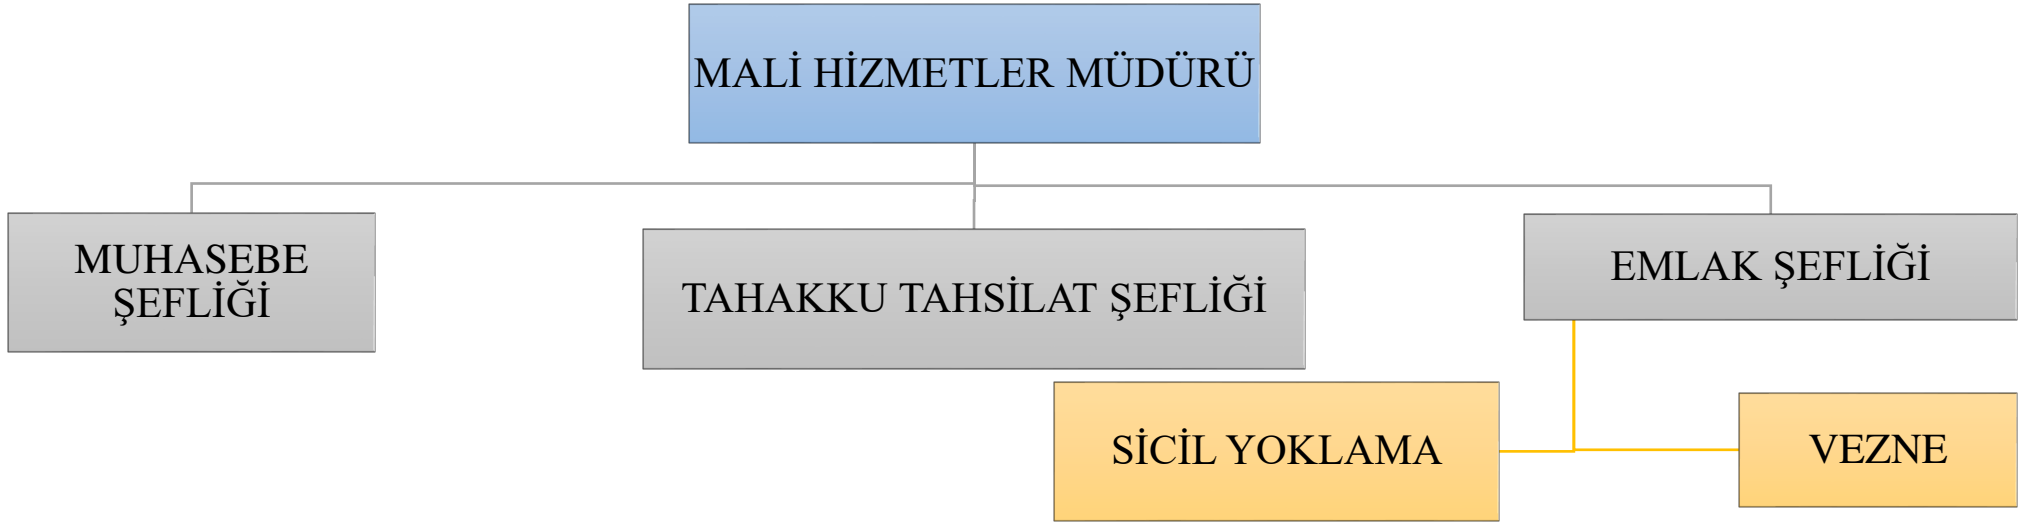 MALİ HİZMETLER MÜDÜRÜ
MUHASEBE
ŞEFLİĞİ
TAHAKKU TAHSİLAT ŞEFLİĞİ
EMLAK ŞEFLİĞİ
SİCİL YOKLAMA
VEZNE